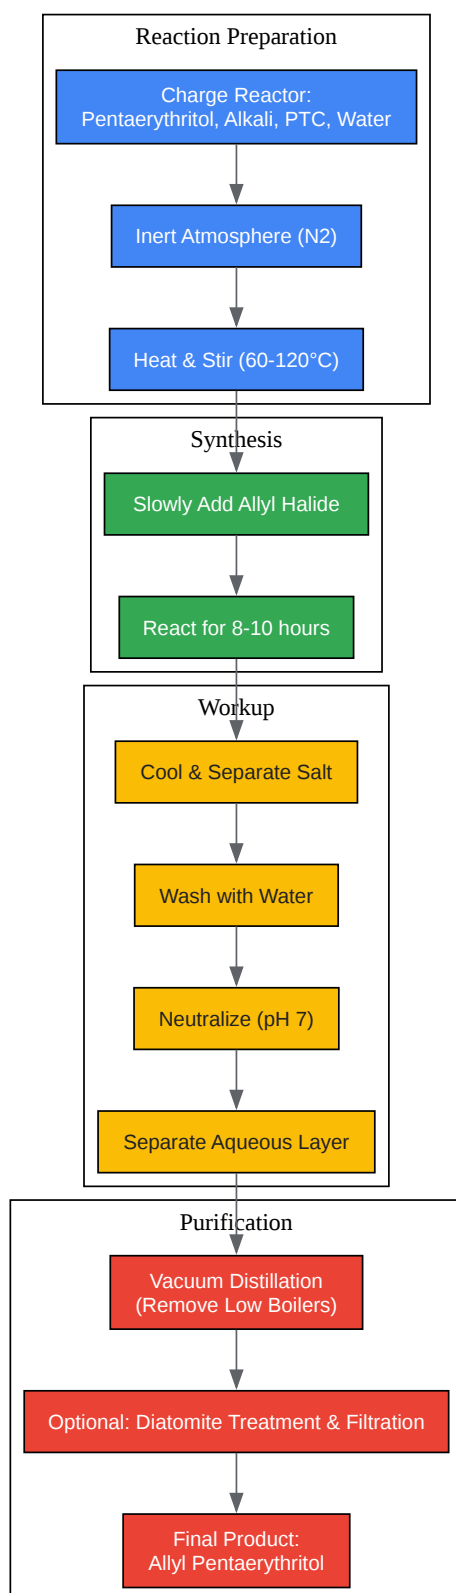 Reaction Preparation
Charge Reactor:
Pentaerythritol, Alkali, PTC, Water
Inert Atmosphere (N2)
Heat & Stir (60-120°C)
Synthesis
Slowly Add Allyl Halide
React for 8-10 hours
Workup
Cool & Separate Salt
Wash with Water
Neutralize (pH 7)
Separate Aqueous Layer
Purification
Vacuum Distillation
(Remove Low Boilers)
Optional: Diatomite Treatment & Filtration
Final Product:
Allyl Pentaerythritol